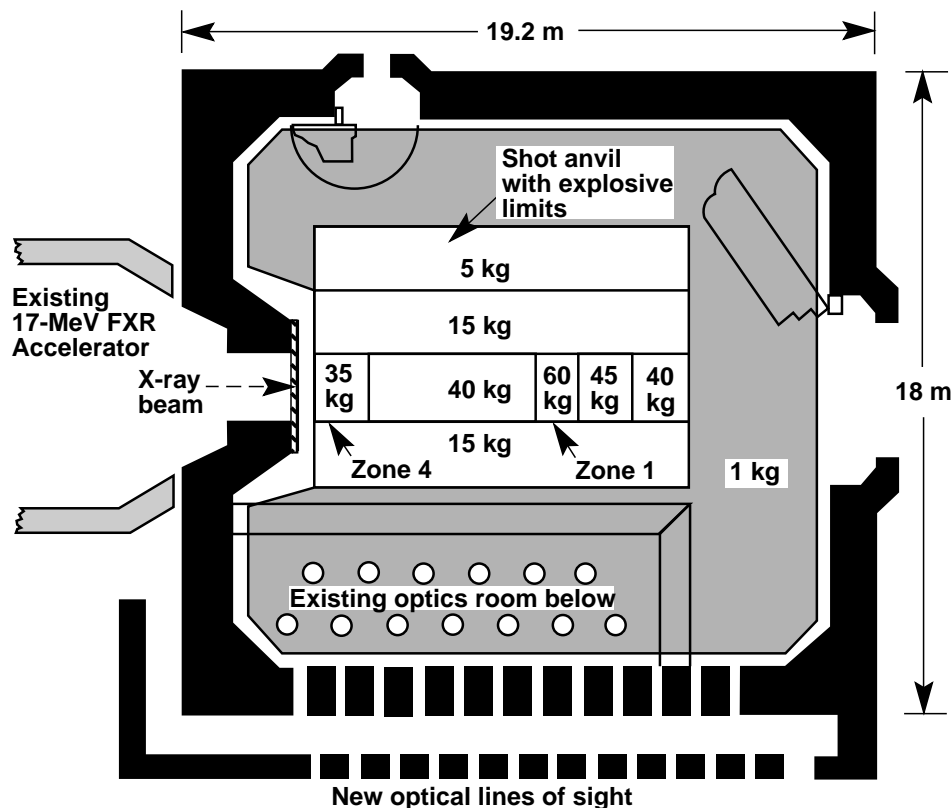 19.2 m
Shot anvil
with explosive
limits
5 kg
Existing
17-MeV FXR
Accelerator
15 kg
X-ray
beam
35
kg
40 kg
60
kg
45
kg
40
kg
18 m
15 kg
Zone 4
Zone 1
1 kg
Existing optics room below
New optical lines of sight